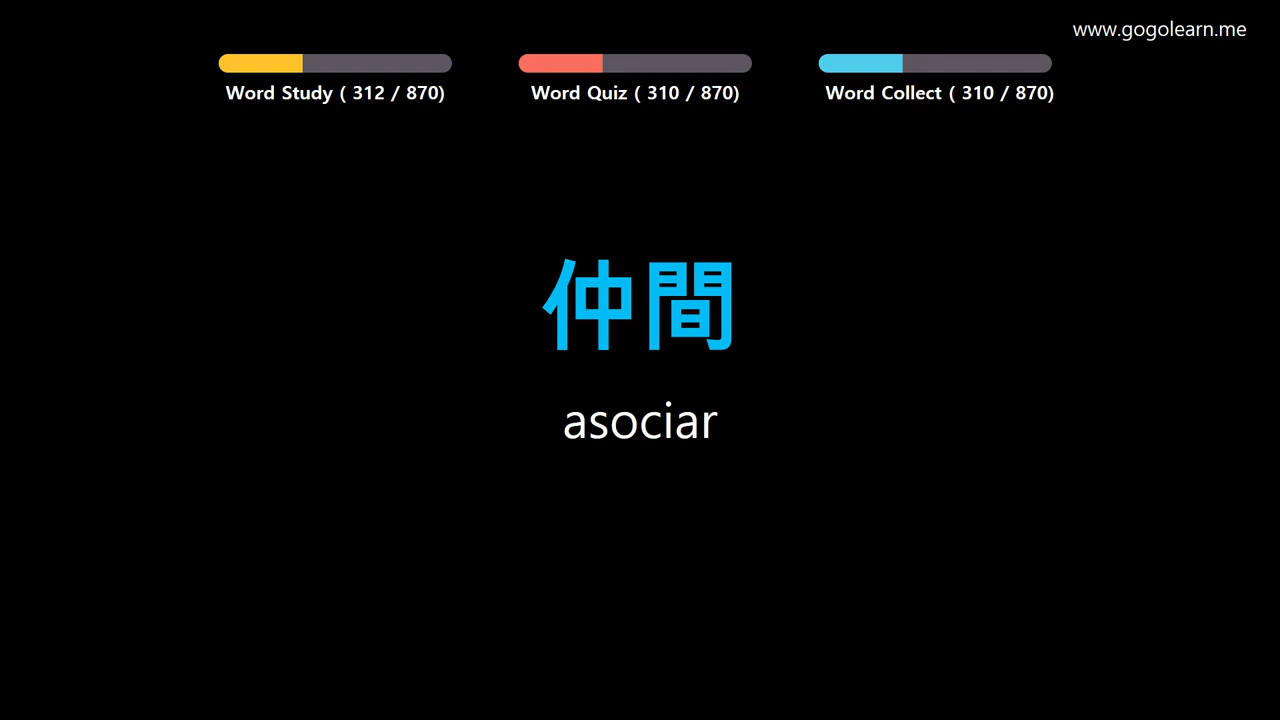 www.gogolearn.me
Word Study ( 312 / 870)
Word Quiz ( 310 / 870)
Word Collect ( 310 / 870)
仲間
asociar